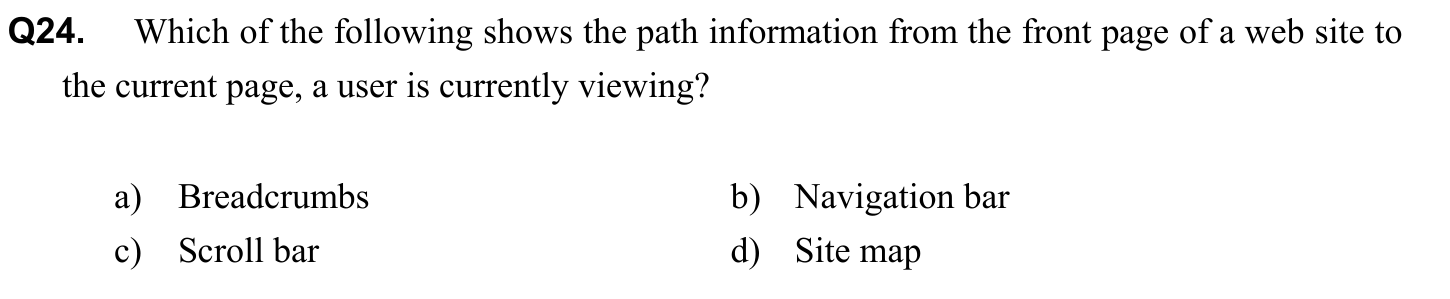 Q24. Which of the following shows the path information from the front page of a web site to
the current page, a user is currently viewing?
a) Breadcrumbs b) Navigation bar
c) Scroll bar d) Site map